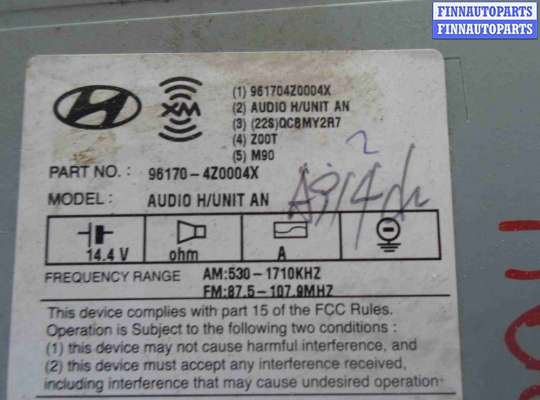 FINNAUTOPARTS
FINNAUTOPARTS
XM
(1) 961704Z0004X
(2) AUDIO H/UNIT AN
(3) (22S)QCBMY2R7
(4) Z00T
(5) M90
2
PART NO. : 96170-4Z0004X
MODEL : AUDIO H/UNIT AN
14.4 V ohm A
FREQUENCY RANGE AM:530-1710KHZ
FM:87.5-107.9MHZ
This device complies with part 15 of the FCC Rules.
Operation is Subject to the following two conditions :
(1) this device may not cause harmful interference, and
(2) this device must accept any interference received,
including interference that may cause undesired operation